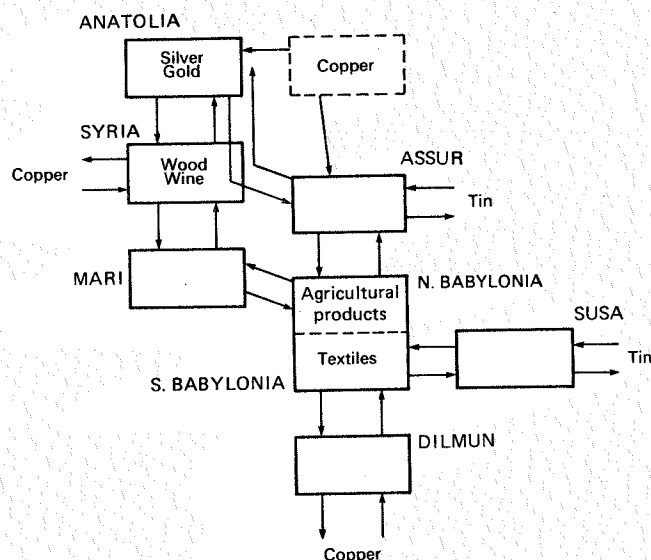 ANATOLIA
Silver
Gold
Copper
SYRIA
Wood
Wine
Copper
ASSUR
Tin
MARI
Agricultural
products
N. BABYLONIA
Textiles
SUSA
Tin
S. BABYLONIA
DILMUN
Copper